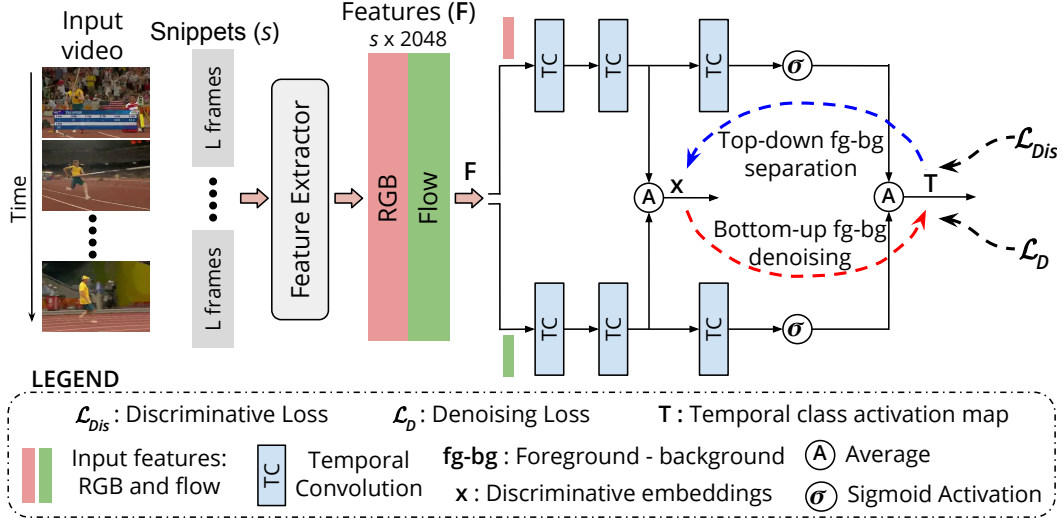 Input
video
Snippets (s)
Features (F)
s x 2048
Time
L frames
L frames
Feature Extractor
RGB
Flow
F
TC
TC
TC
σ
Top-down fg-bg
separation
A
x
A
T
ℒDis
ℒD
Bottom-up fg-bg
denoising
TC
TC
TC
σ
LEGEND
ℒDis : Discriminative Loss
ℒD : Denoising Loss
T : Temporal class activation map
Input features:
RGB and flow
TC
Temporal
Convolution
fg-bg : Foreground - background
x : Discriminative embeddings
A Average
σ Sigmoid Activation